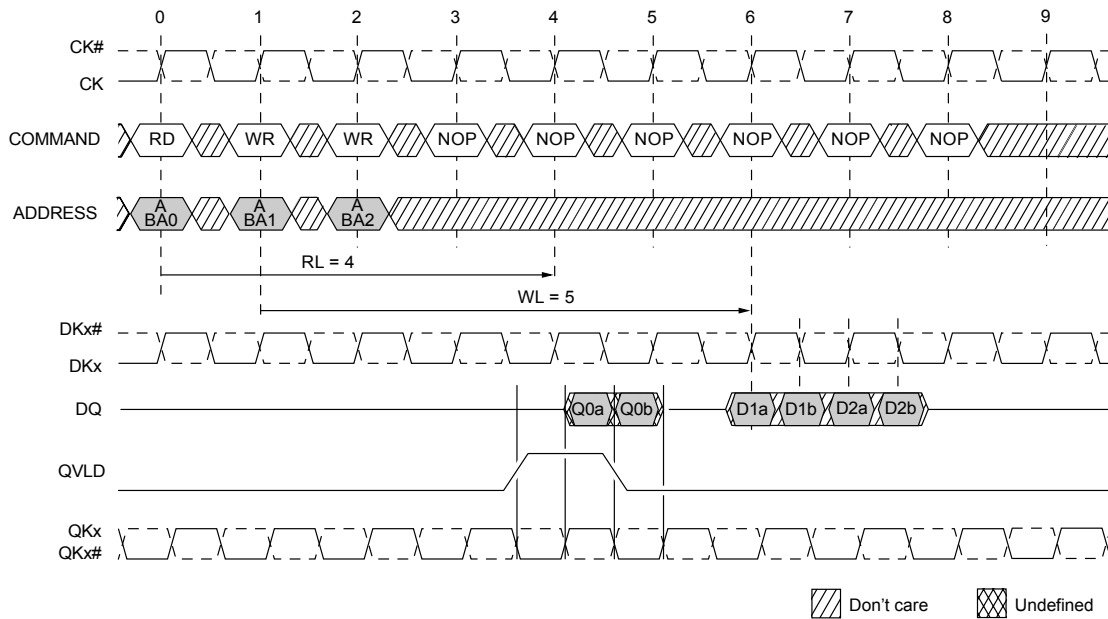 0 1 2 3 4 5 6 7 8 9
CK#
CK
COMMAND RD WR WR NOP NOP NOP NOP NOP NOP
ADDRESS A BA0 A BA1 A BA2
RL = 4
WL = 5
DKx#
DKx
DQ Q0a Q0b D1a D1b D2a D2b
QVLD
QKx
QKx#
Don't care Undefined